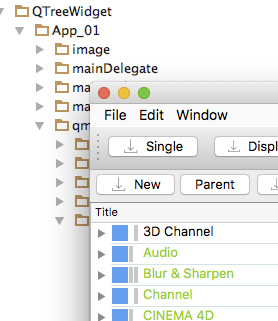 QTreeWidget
App_01
image
mainDelegate
ma
ma
qm
File Edit Window
Single Displ
New Parent
Title
3D Channel
Audio
Blur & Sharpen
Channel
CINEMA 4D